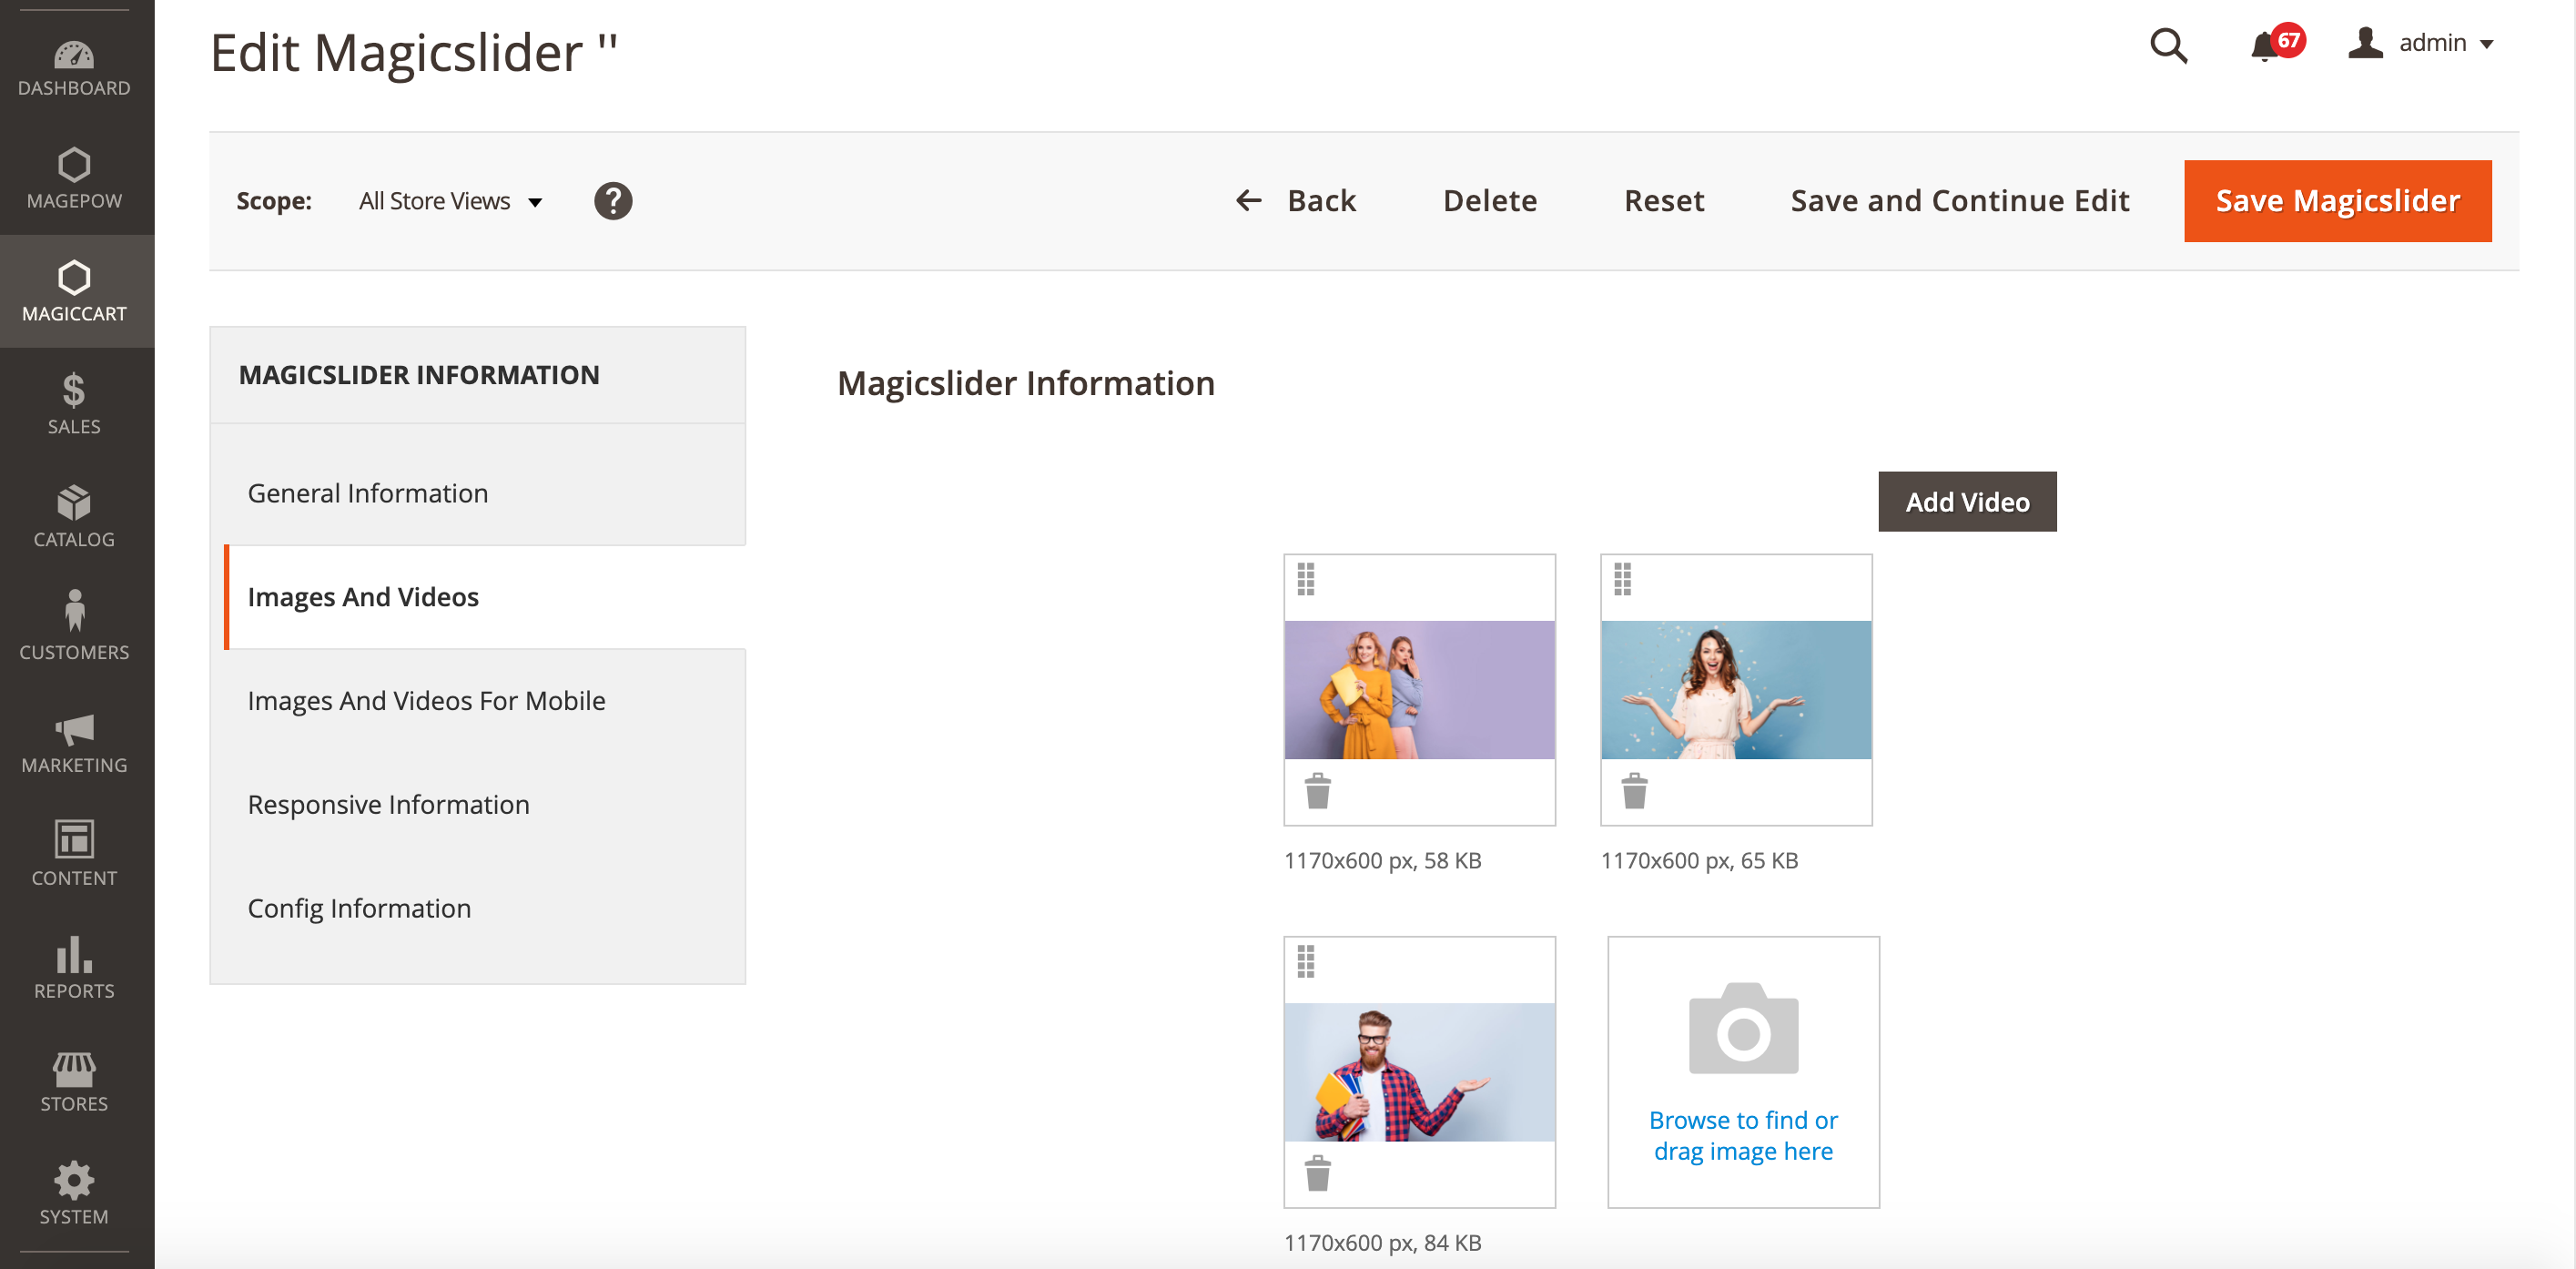 Edit Magicslider ''
67
admin
DASHBOARD
MAGEPOW
MAGICCART
SALES
CATALOG
CUSTOMERS
MARKETING
CONTENT
REPORTS
STORES
SYSTEM
Scope:
All Store Views
?
Back
Delete
Reset
Save and Continue Edit
Save Magicslider
MAGICSLIDER INFORMATION
General Information
Images And Videos
Images And Videos For Mobile
Responsive Information
Config Information
Magicslider Information
Add Video
1170x600 px, 58 KB
1170x600 px, 65 KB
1170x600 px, 84 KB
Browse to find or
drag image here